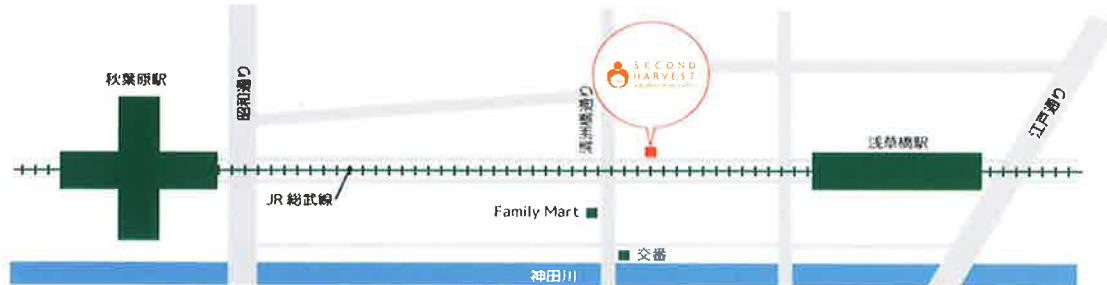 秋葉原駅
昭和通り
清洲橋通り
SECOND
HARVEST
浅草橋駅
江戸通り
JR 総武線
Family Mart
交番
神田川